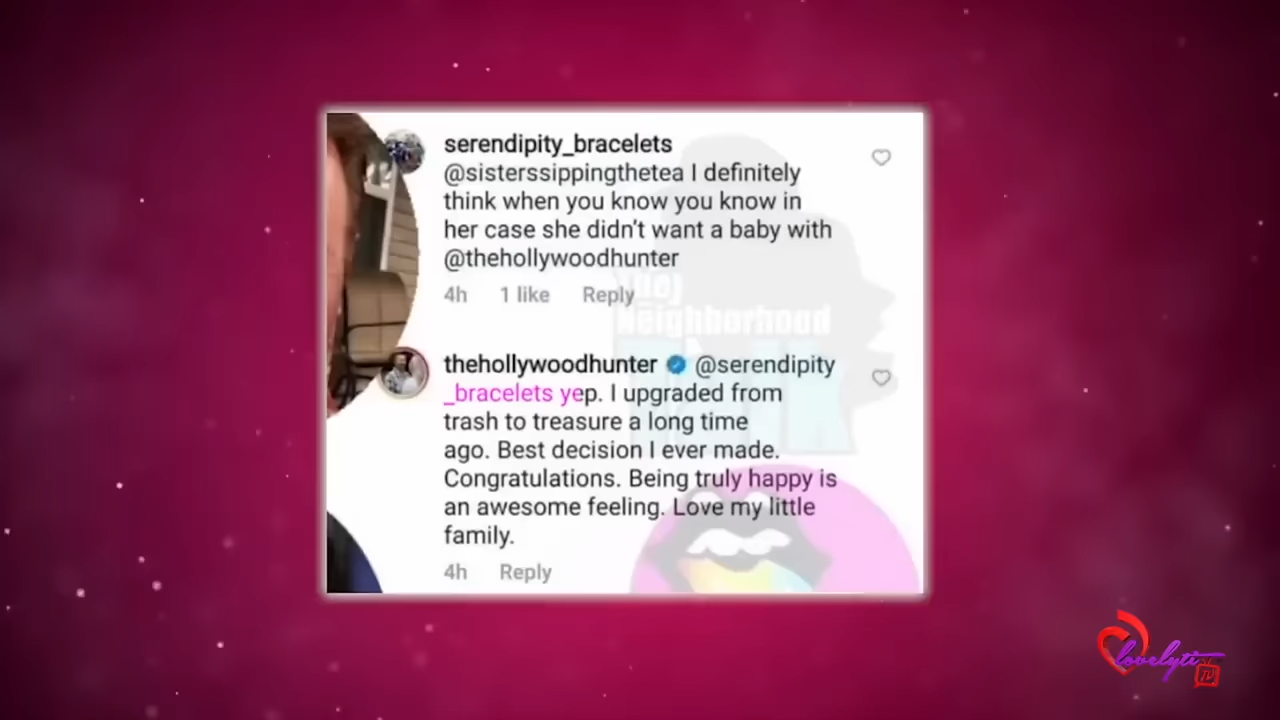 serendipity_bracelets
@sisterssippingthetea I definitely
think when you know you know in
her case she didn't want a baby with
@thehollywoodhunter
4h 1 like Reply
Neighborhood
thehollywoodhunter @serendipity
_bracelets yep. I upgraded from
trash to treasure a long time
ago. Best decision I ever made.
Congratulations. Being truly happy is
an awesome feeling. Love my little
family.
4h Reply
lovelyti
TV